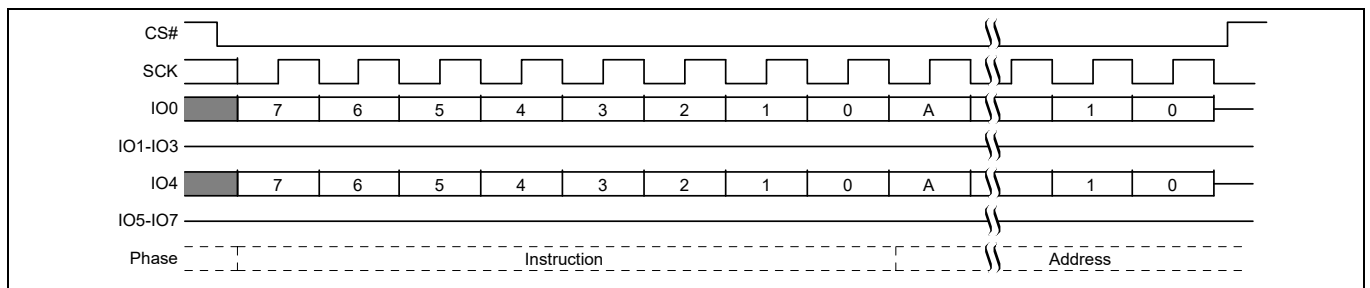 CS#
SCK
IO0 7 6 5 4 3 2 1 0 A 1 0
IO1-IO3
IO4 7 6 5 4 3 2 1 0 A 1 0
IO5-IO7
Phase Instruction Address